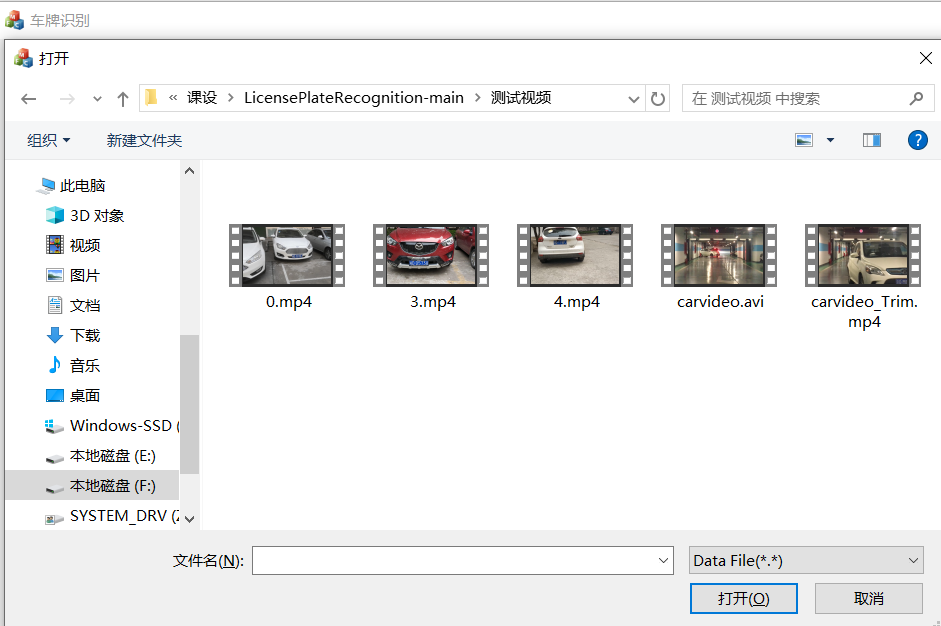 车牌识别
打开
« 课设 › LicensePlateRecognition-main › 测试视频
在 测试视频 中搜索
组织
新建文件夹
此电脑
3D 对象
视频
图片
文档
下载
音乐
桌面
Windows-SSD (
本地磁盘 (E:)
本地磁盘 (F:)
SYSTEM_DRV (Z
0.mp4
3.mp4
4.mp4
carvideo.avi
carvideo_Trim.
mp4
文件名(N):
Data File(*.*)
打开(O)
取消